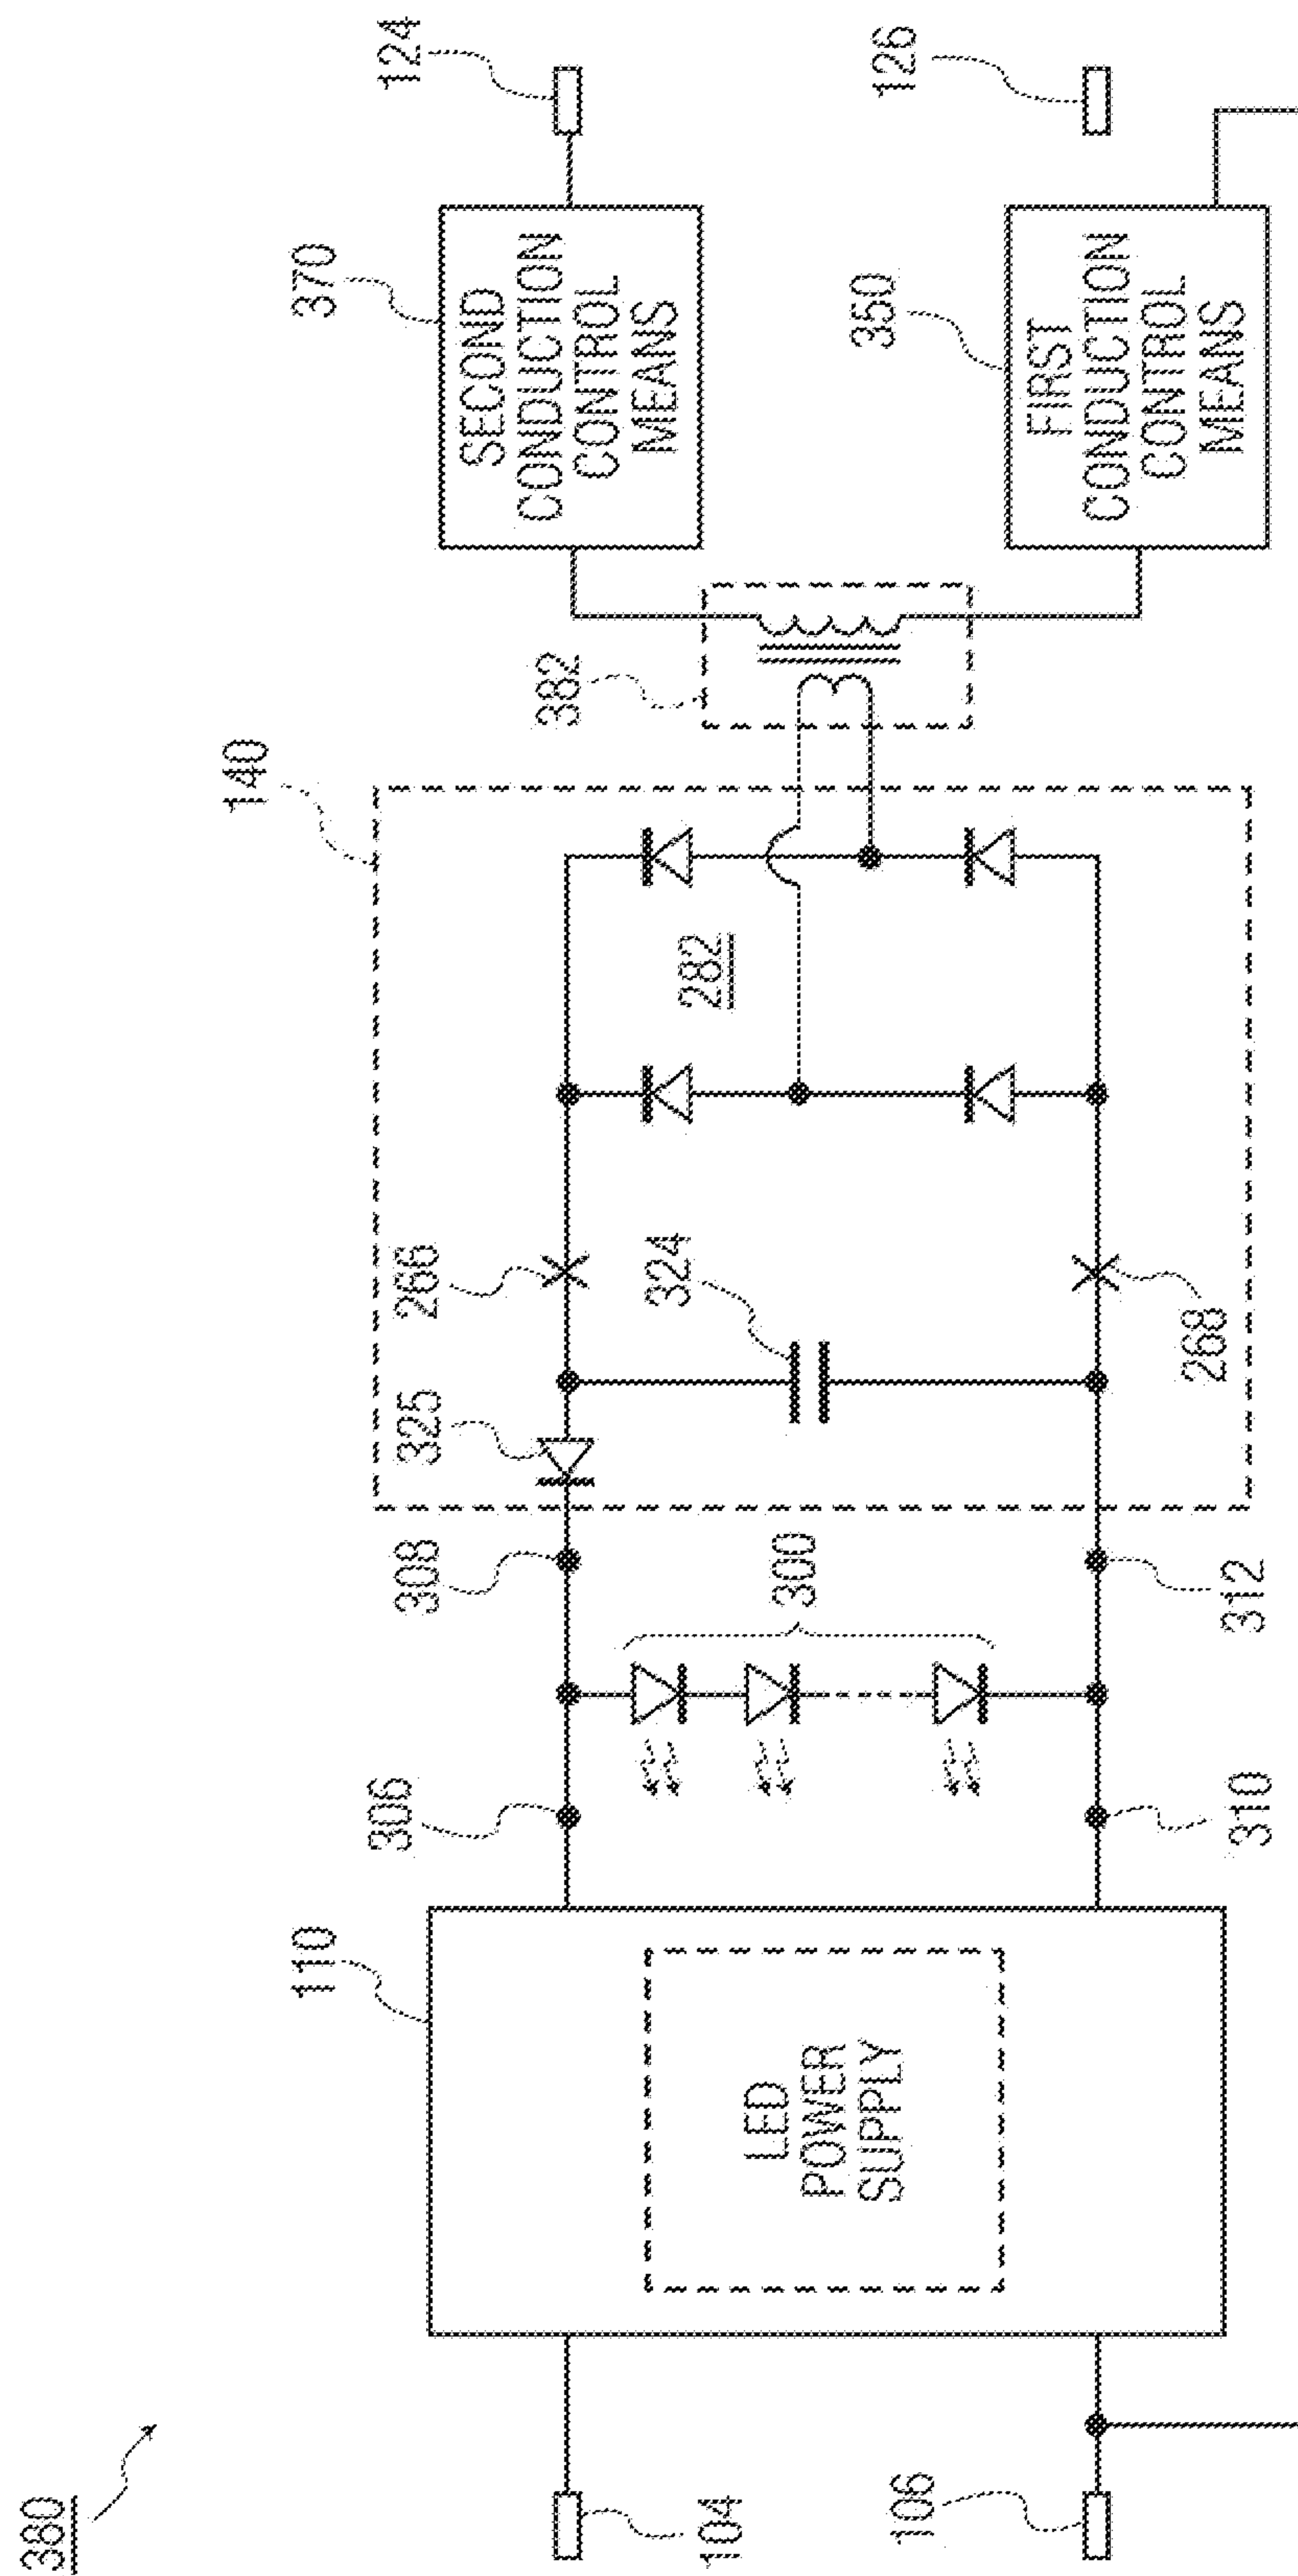 380
104
106
110
LED
POWER
SUPPLY
306
310
300
308
312
325
324
266
268
140
282
382
370
SECOND
CONDUCTION
CONTROL
MEANS
350
FIRST
CONDUCTION
CONTROL
MEANS
124
126